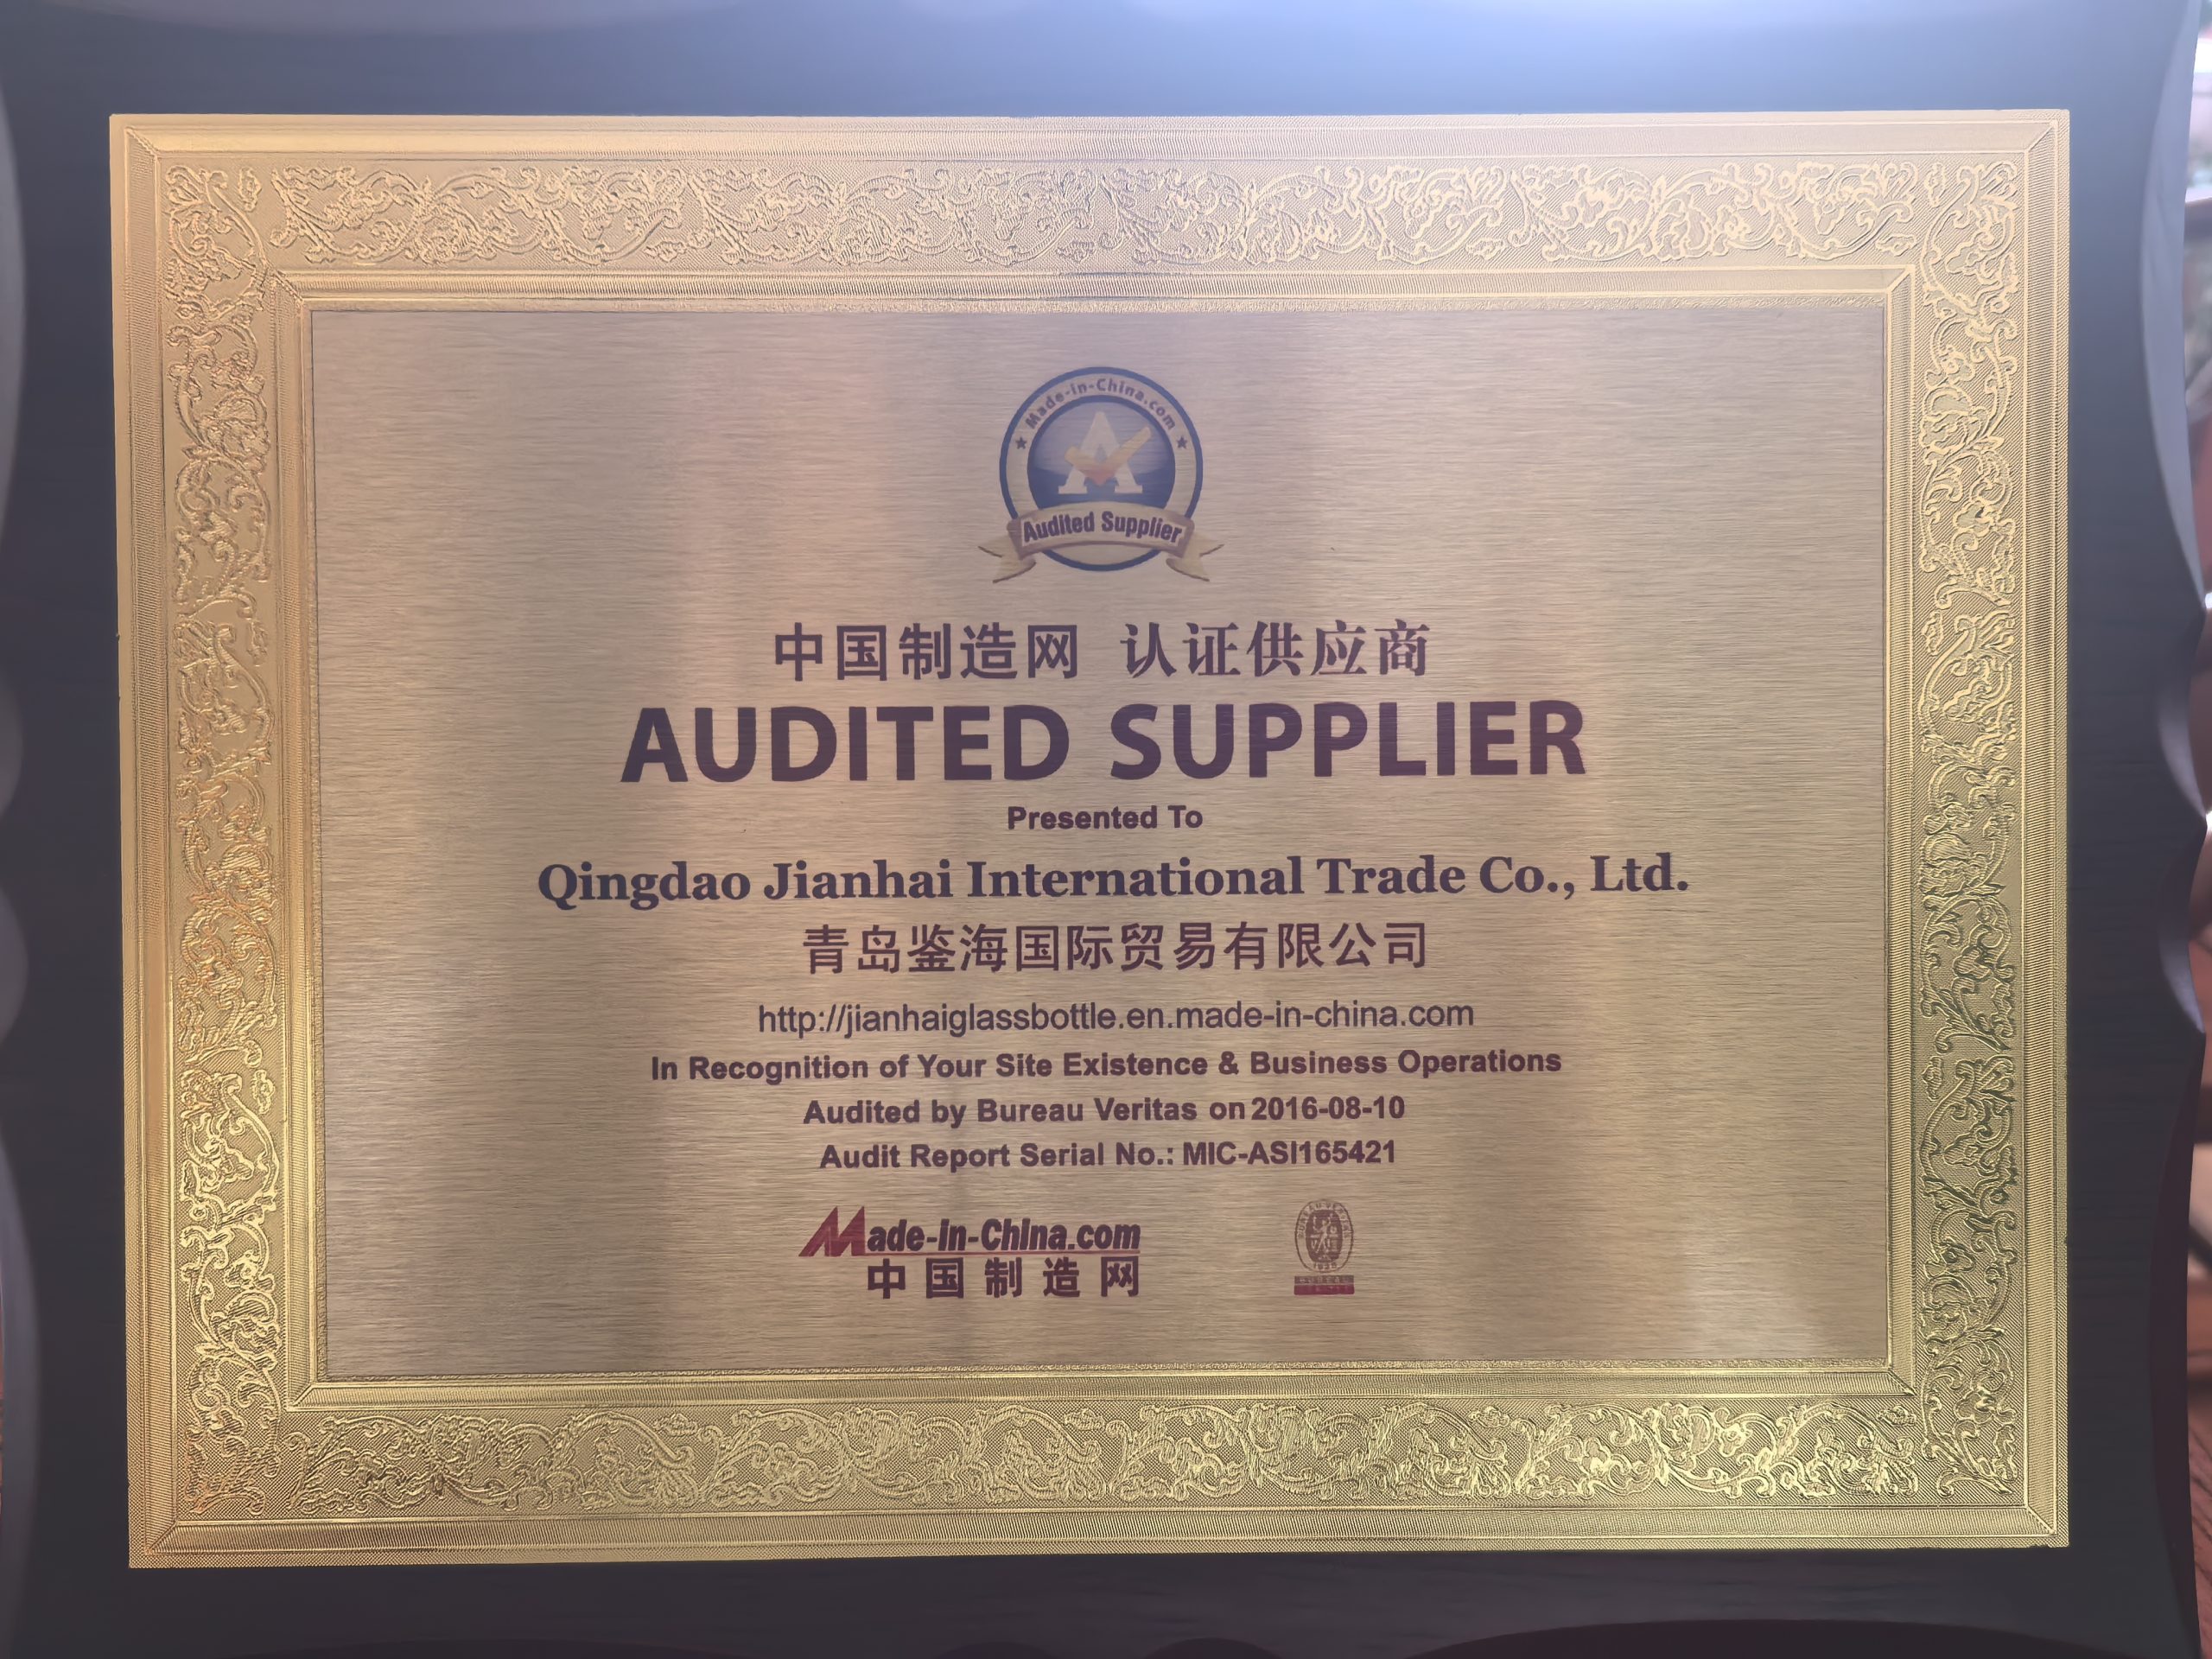 Made-in-China.com
Audited Supplier
中国制造网 认证供应商
AUDITED SUPPLIER
Presented To
Qingdao Jianhai International Trade Co., Ltd.
青岛鉴海国际贸易有限公司
http://jianhaiglassbottle.en.made-in-china.com
In Recognition of Your Site Existence & Business Operations
Audited by Bureau Veritas on 2016-08-10
Audit Report Serial No.: MIC-ASI165421
Made-in-China.com
中国制造网
BUREAU VERITAS
1828